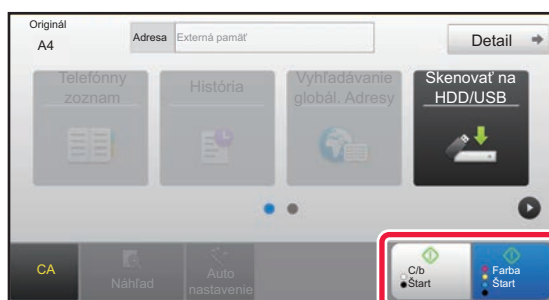 Originál
A4
Adresa
Externá pamäť
Detail
Telefónny
zoznam
História
Vyhľadávanie
globál. Adresy
Skenovať na
HDD/USB
CA
Náhľad
Auto
nastavenie
C/b
Štart
Farba
Štart